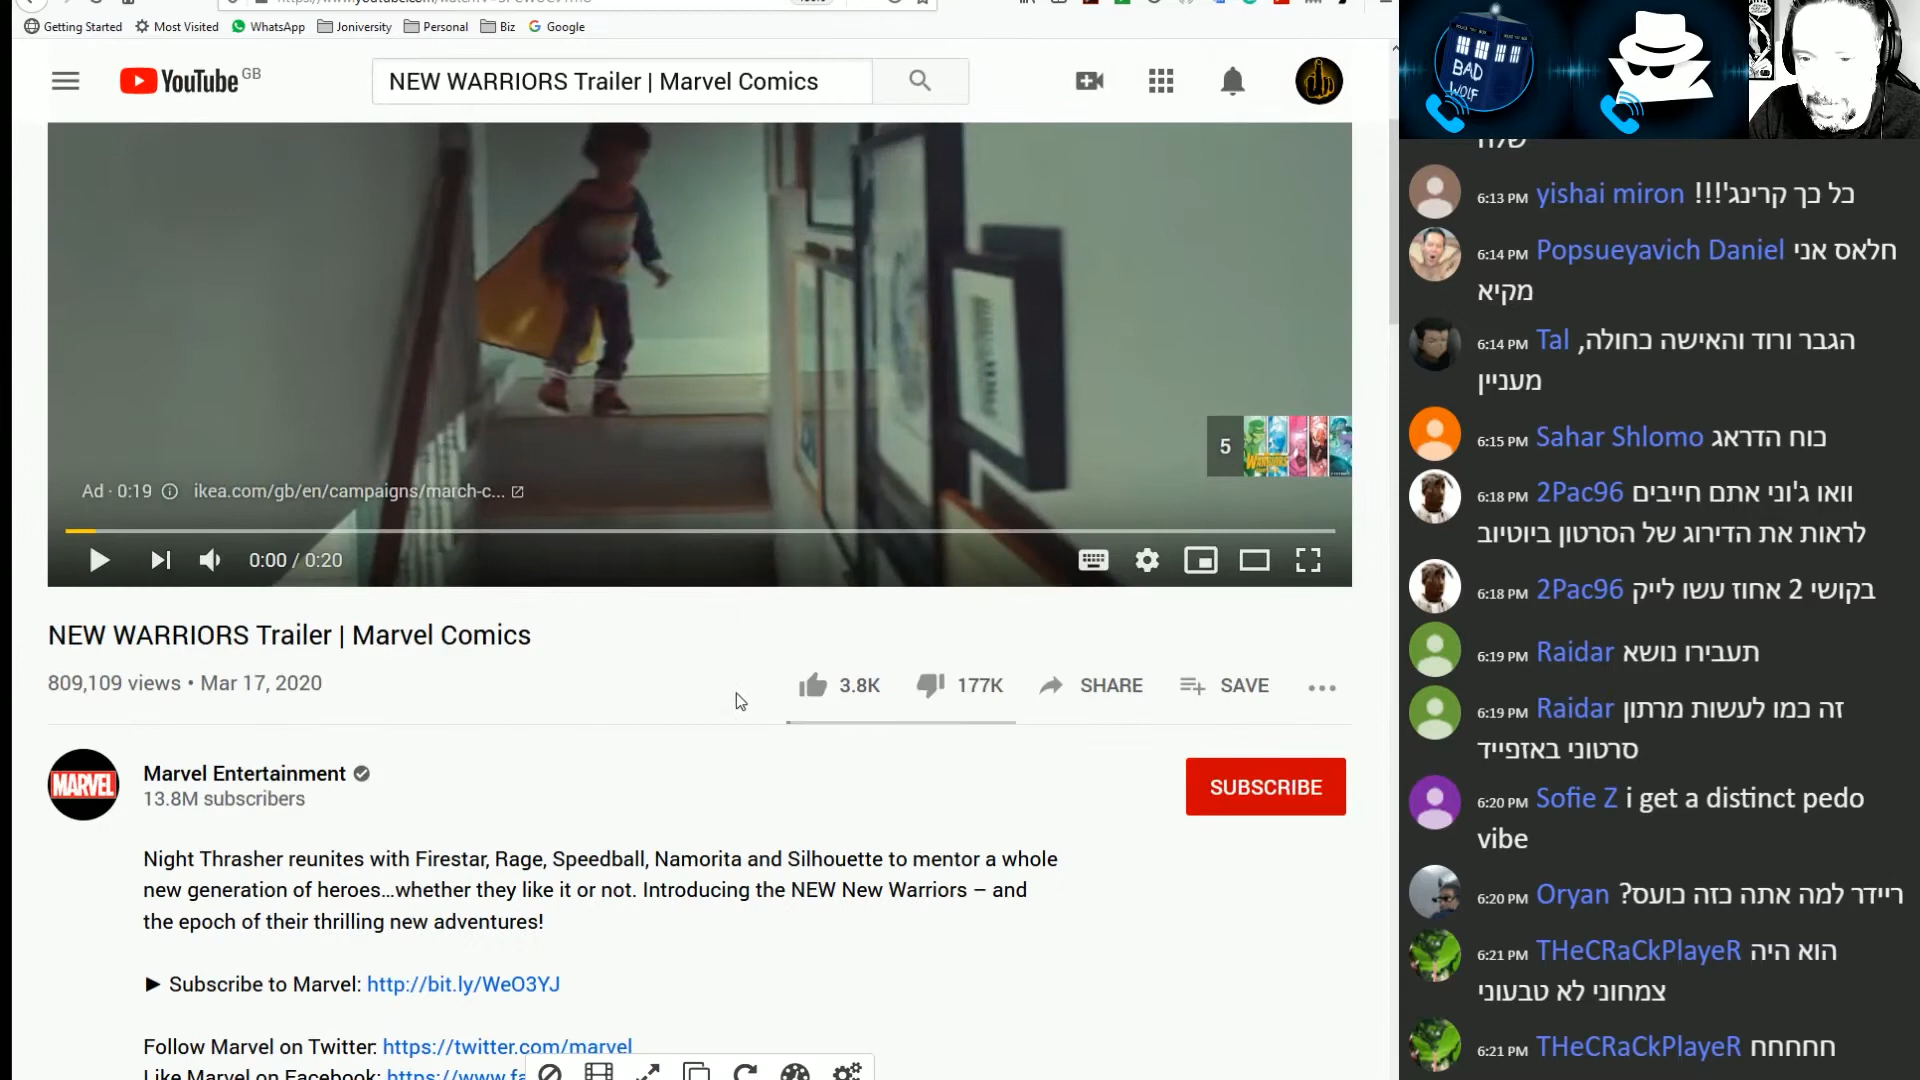 Getting Started
Most Visited
WhatsApp
Joniversity
Personal
Biz
Google
YouTube GB
NEW WARRIORS Trailer | Marvel Comics
5
Ad · 0:19
ikea.com/gb/en/campaigns/march-c...
0:00 / 0:20
NEW WARRIORS Trailer | Marvel Comics
809,109 views • Mar 17, 2020
3.8K
177K
SHARE
SAVE
MARVEL
Marvel Entertainment
13.8M subscribers
SUBSCRIBE
Night Thrasher reunites with Firestar, Rage, Speedball, Namorita and Silhouette to mentor a whole
new generation of heroes…whether they like it or not. Introducing the NEW New Warriors – and
the epoch of their thrilling new adventures!
► Subscribe to Marvel: http://bit.ly/WeO3YJ
Follow Marvel on Twitter: https://twitter.com/marvel
Like Marvel on Facebook: https://www.fa
BAD
WOLF
6:13 PM yishai miron כל כך קרינג'!!!
6:14 PM Popsueyavich Daniel חלאס אני
מקיא
6:14 PM Tal הגבר ורוד והאישה כחולה,
מעניין
6:15 PM Sahar Shlomo כוח הדראג
6:18 PM 2Pac96 וואו ג'וני אתם חייבים
לראות את הדירוג של הסרטון ביוטיוב
6:18 PM 2Pac96 בקושי 2 אחוז עשו לייק
6:19 PM Raidar תעבירו נושא
6:19 PM Raidar זה כמו לעשות מרתון
סרטוני באזפייד
6:20 PM Sofie Z i get a distinct pedo
vibe
6:20 PM Oryan ריידר למה אתה כזה כועס?
6:21 PM THeCRaCkPlayeR הוא היה
צמחוני לא טבעוני
6:21 PM THeCRaCkPlayeR חחחחח